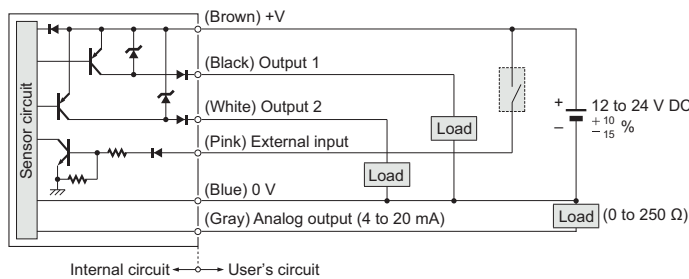 (Brown) +V
(Black) Output 1
(White) Output 2
(Pink) External input
(Blue) 0 V
(Gray) Analog output (4 to 20 mA)
Sensor circuit
Load
Load
+
−
12 to 24 V DC
+10
−15 %
Load (0 to 250 Ω)
Internal circuit
User's circuit